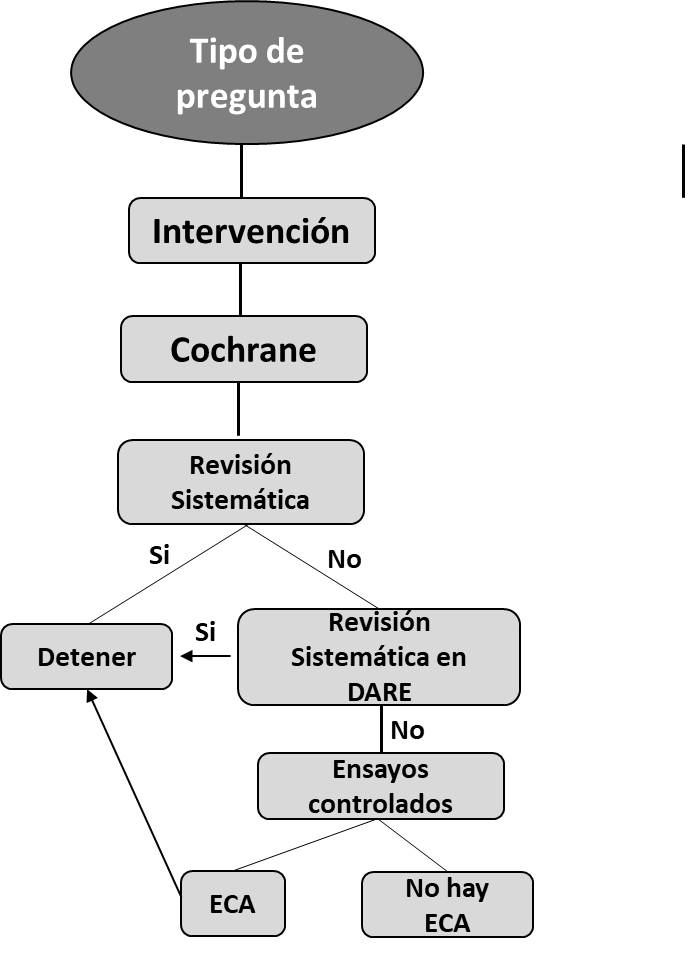 Tipo de
pregunta
Intervención
Cochrane
Revisión
Sistemática
Si
No
Detener
Si
Revisión
Sistemática en
DARE
No
Ensayos
controlados
ECA
No hay
ECA